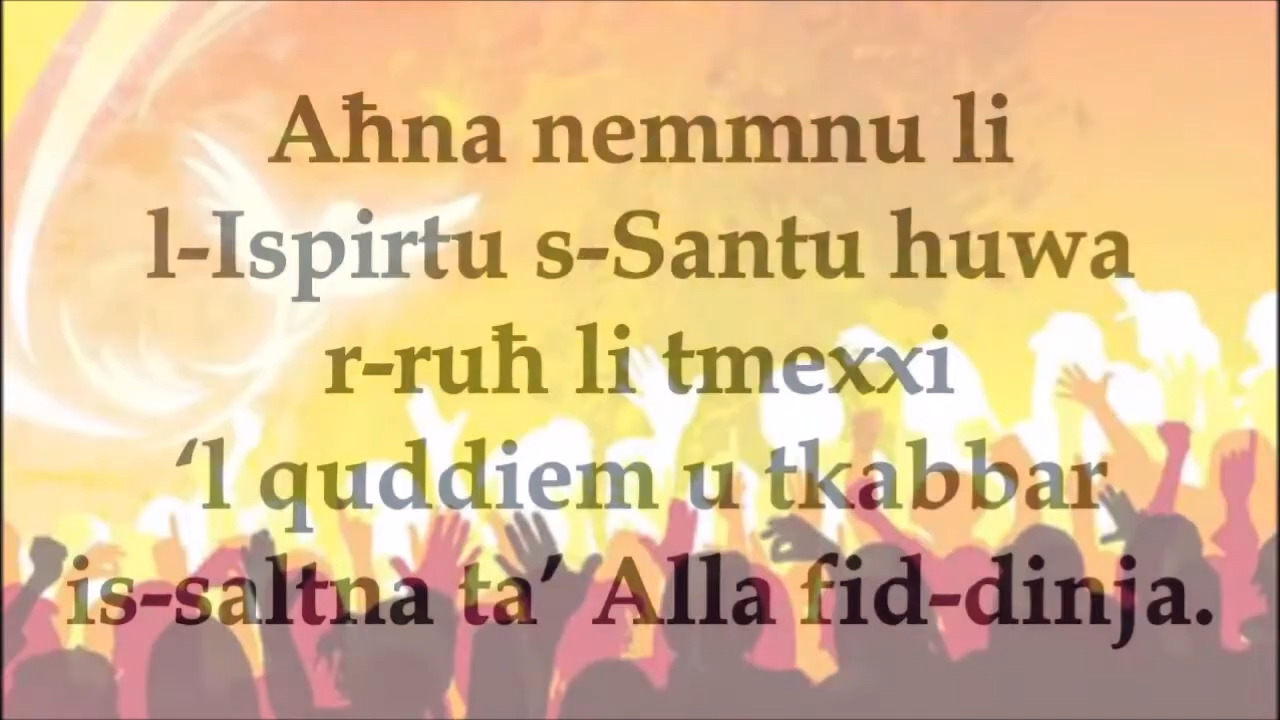 Aħna nemmnu li
l-Ispirtu s-Santu huwa
r-ruħ li tmexxi
‘l quddiem u tkabbar
is-saltna ta’ Alla fid-dinja.